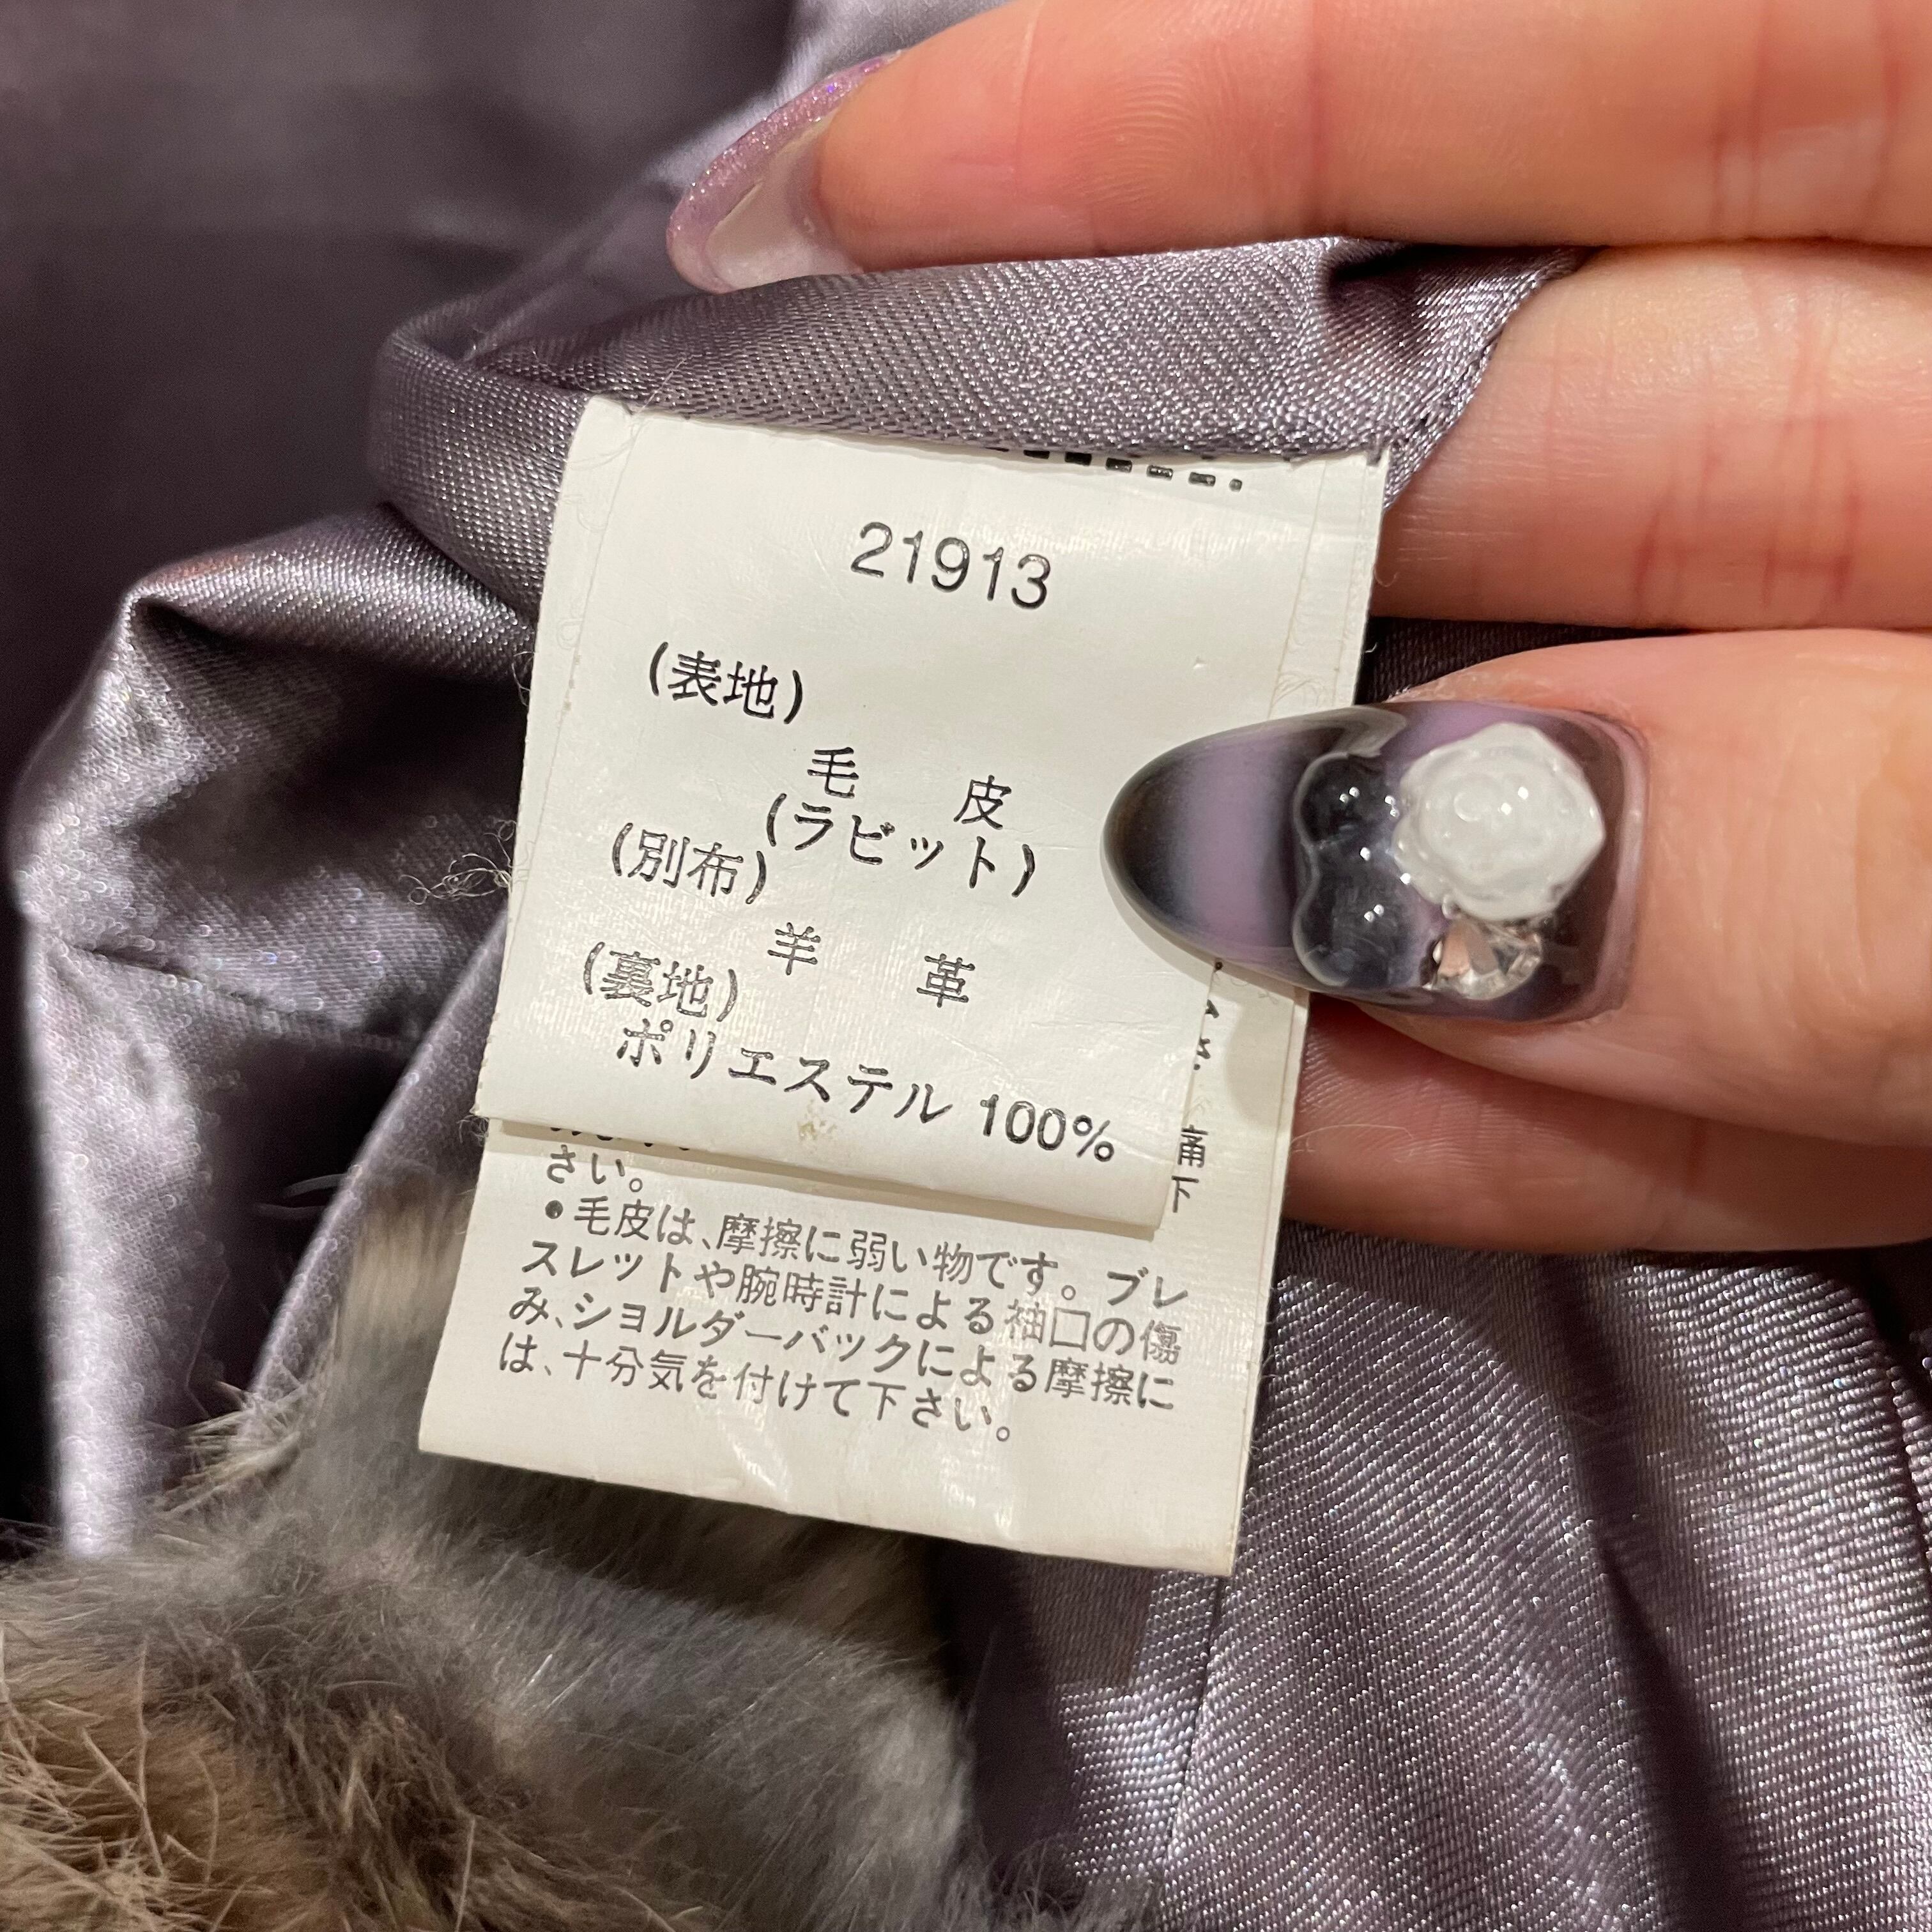 21913
(表地)
毛 皮
(ラビット)
(別布)
羊 革
(裏地)
ポリエステル 100%
痛
さい。
下
•毛皮は、摩擦に弱い物です。ブレ
スレットや腕時計による袖口の傷
み、ショルダーバックによる摩擦に
は、十分気を付けて下さい。